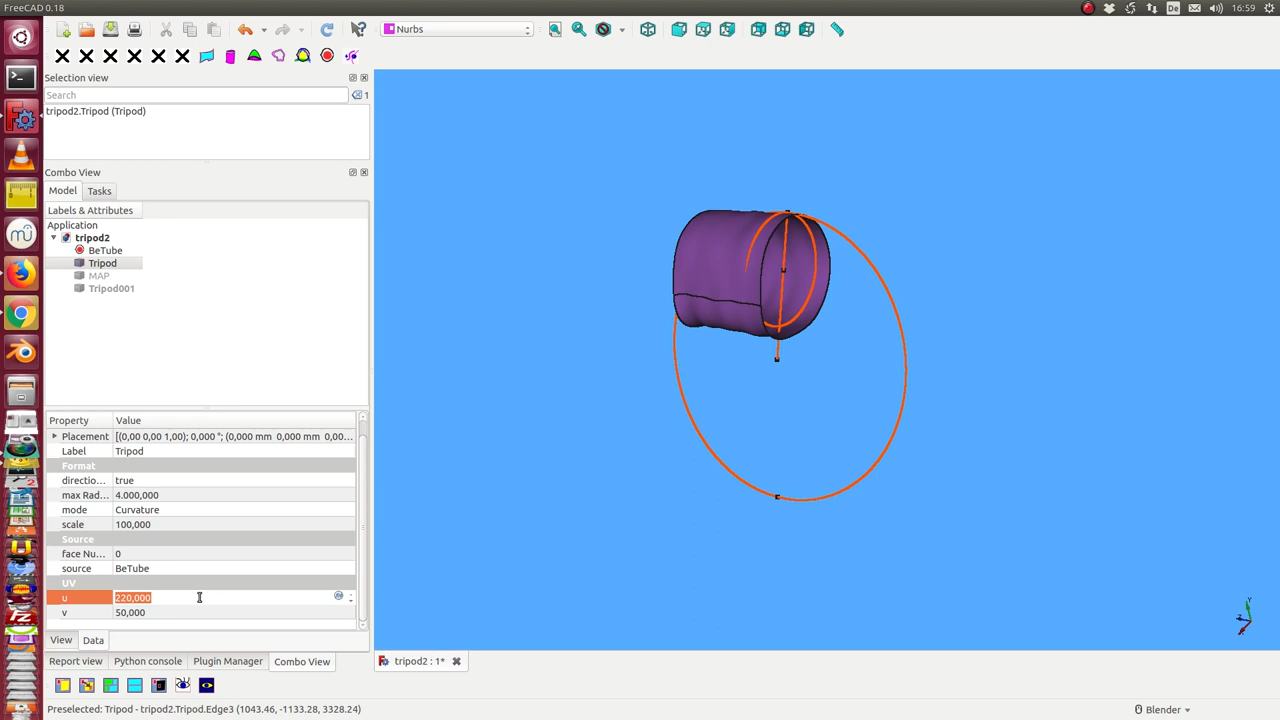 FreeCAD 0.18
De
16:59
Nurbs
Selection view
Search
1
tripod2.Tripod (Tripod)
Combo View
Model
Tasks
Labels & Attributes
Application
tripod2
BeTube
Tripod
MAP
Tripod001
Property Value
Placement [(0,00 0,00 1,00); 0,000 °; (0,000 mm 0,000 mm 0,00...
Label Tripod
Format
directio... true
max Rad... 4.000,000
mode Curvature
scale 100,000
Source
face Nu... 0
source BeTube
UV
u 220,000
v 50,000
View
Data
Report view
Python console
Plugin Manager
Combo View
tripod2 : 1*
Preselected: Tripod - tripod2.Tripod.Edge3 (1043.46, -1133.28, 3328.24)
Blender